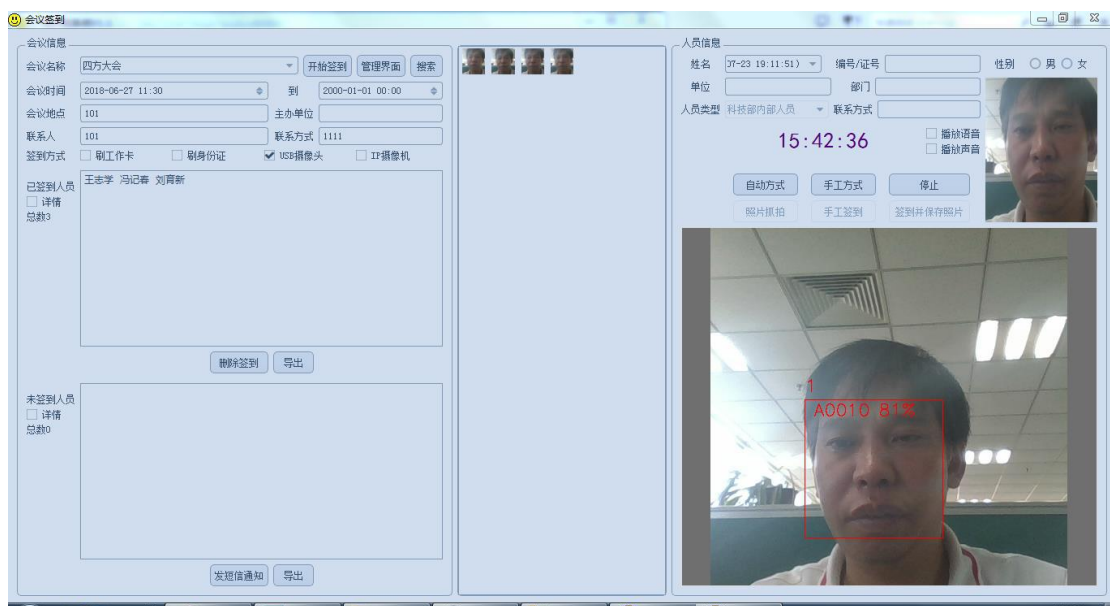 会议签到
会议信息
会议名称 四方大会 开始签到 管理界面 搜索
会议时间 2018-06-27 11:30 到 2000-01-01 00:00
会议地点 101 主办单位
联系人 101 联系方式 1111
签到方式 刷工作卡 刷身份证 USB摄像头 IP摄像机
已签到人员
详情
总数3
王志学 冯记春 刘育新
删除签到 导出
未签到人员
详情
总数0
发短信通知 导出
人员信息
姓名 07-23 19:11:51) 编号/证号 性别 男 女
单位 部门
人员类型 科技部内部人员 联系方式
15:42:36
播放语音
播放声音
自动方式 手工方式 停止
照片抓拍 手工签到 签到并保存照片
1
A0010 81%